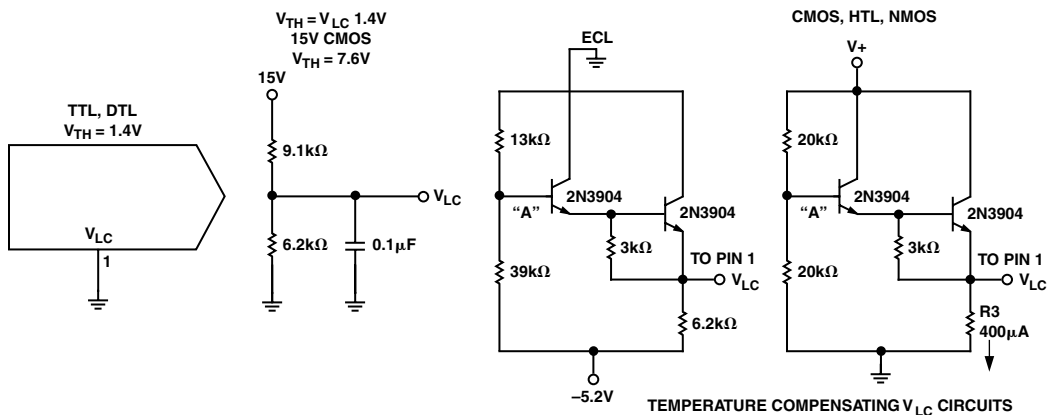 TTL, DTL
VTH = 1.4V
VLC
1
VTH = VLC 1.4V
15V CMOS
VTH = 7.6V
15V
9.1kΩ
VLC
6.2kΩ
0.1μF
ECL
13kΩ
2N3904
"A"
2N3904
3kΩ
39kΩ
TO PIN 1
VLC
6.2kΩ
–5.2V
CMOS, HTL, NMOS
V+
20kΩ
2N3904
"A"
2N3904
3kΩ
20kΩ
TO PIN 1
VLC
R3
400μA
TEMPERATURE COMPENSATING VLC CIRCUITS